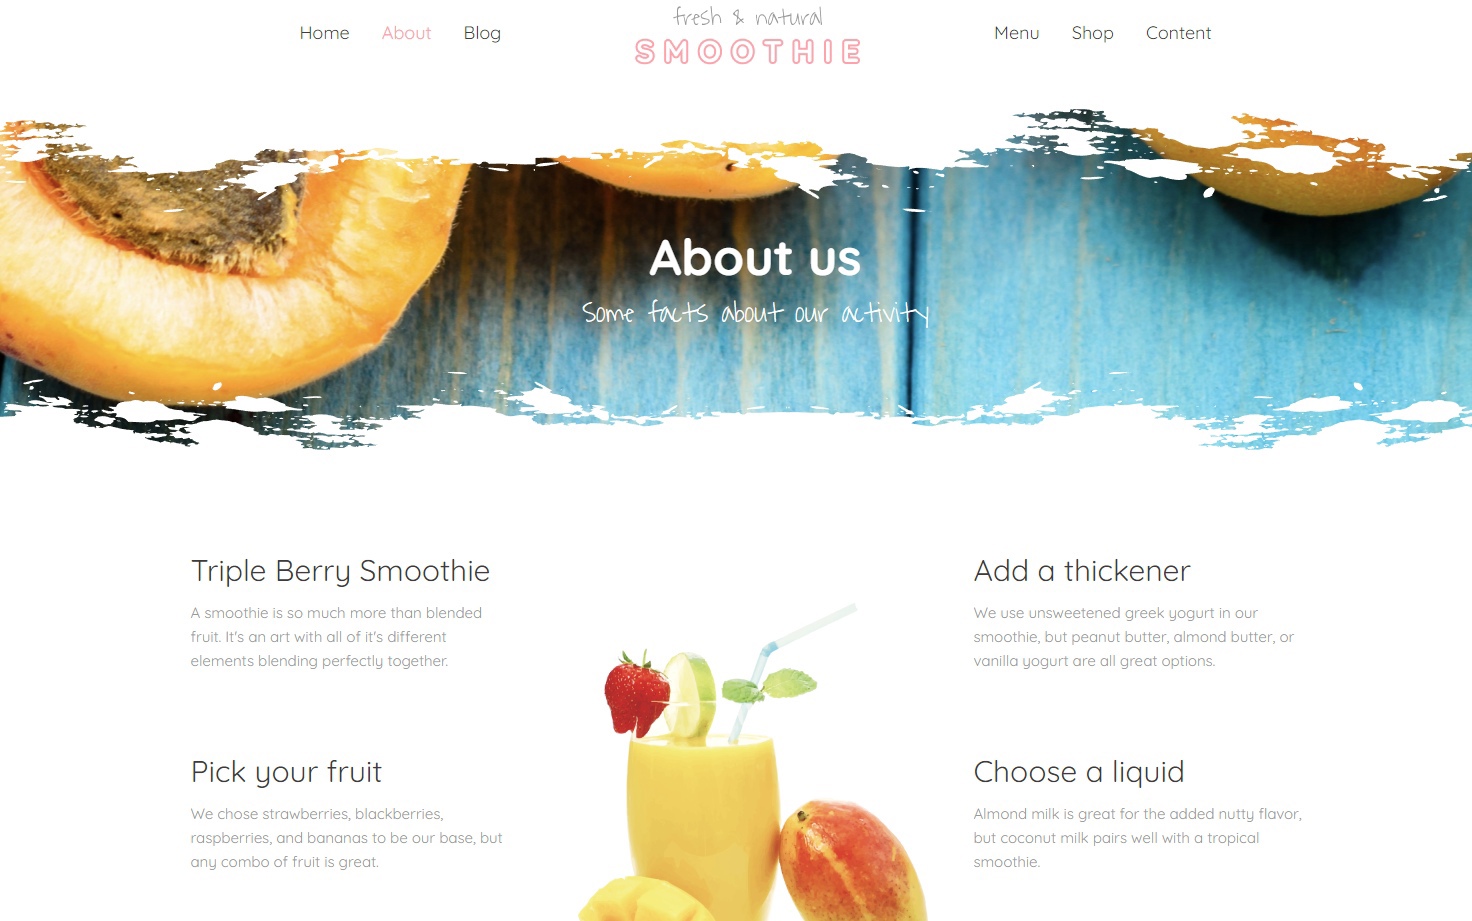 Home About Blog
fresh & natural
SMOOTHIE
Menu Shop Content
About us
Some facts about our activity
Triple Berry Smoothie
A smoothie is so much more than blended
fruit. It's an art with all of it's different
elements blending perfectly together.
Add a thickener
We use unsweetened greek yogurt in our
smoothie, but peanut butter, almond butter, or
vanilla yogurt are all great options.
Pick your fruit
We chose strawberries, blackberries,
raspberries, and bananas to be our base, but
any combo of fruit is great.
Choose a liquid
Almond milk is great for the added nutty flavor,
but coconut milk pairs well with a tropical
smoothie.